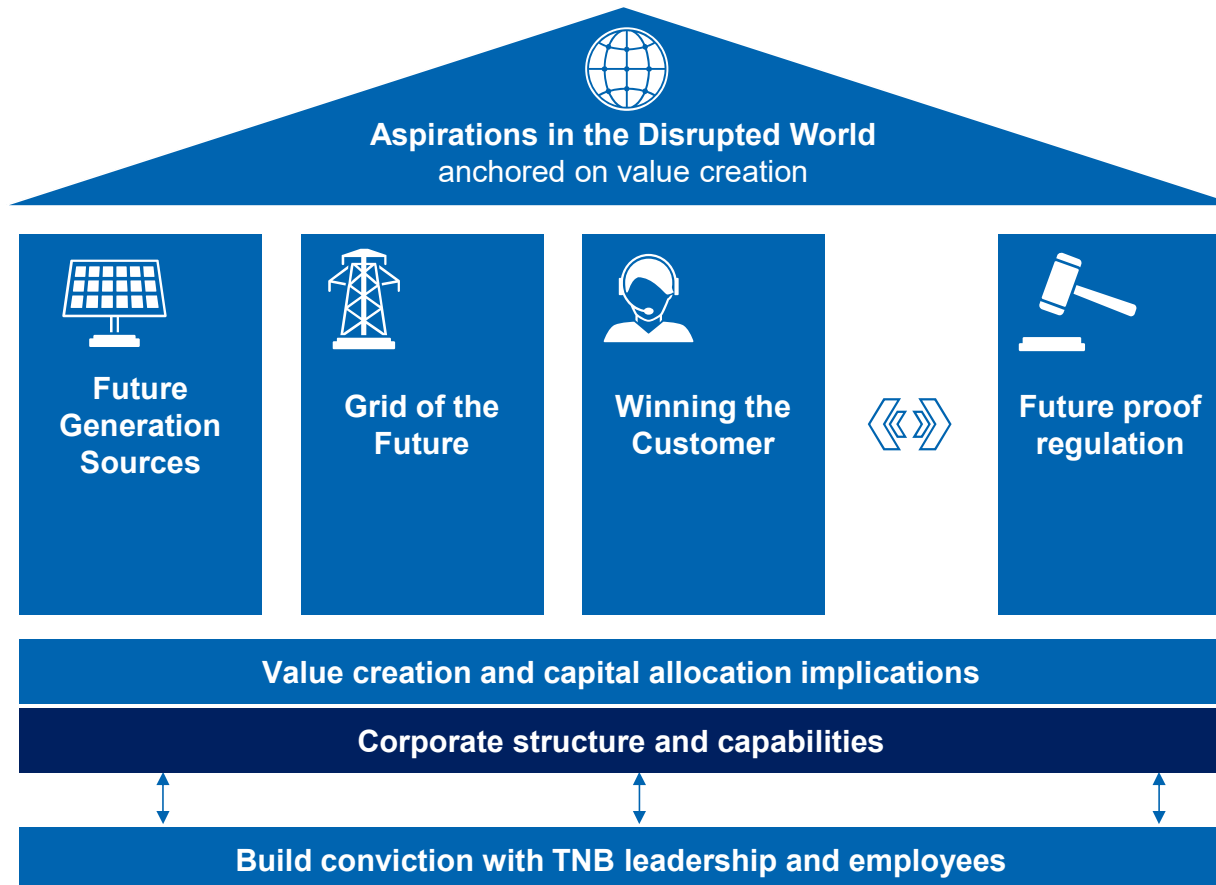 Aspirations in the Disrupted World
anchored on value creation
Future
Generation
Sources
Grid of the
Future
Winning the
Customer
Future proof
regulation
Value creation and capital allocation implications
Corporate structure and capabilities
Build conviction with TNB leadership and employees